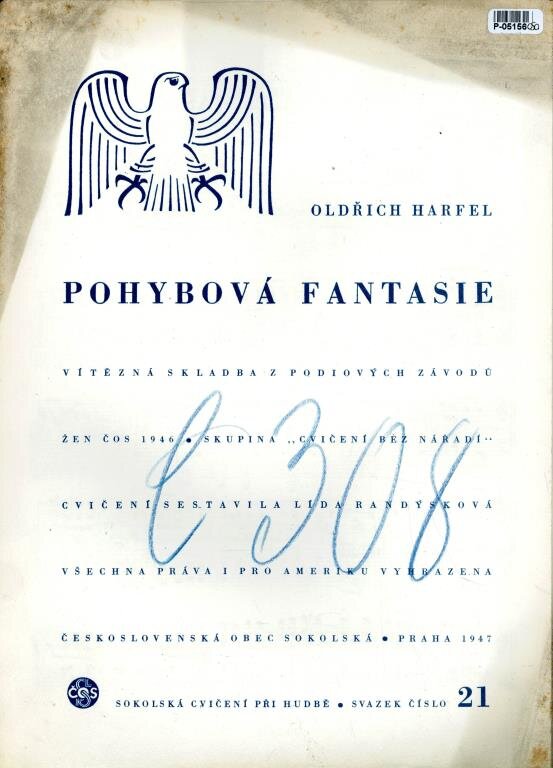 P-05156
OLDŘICH HARFEL
POHYBOVÁ FANTASIE
VÍTĚZNÁ SKLADBA Z PODIOVÝCH ZÁVODŮ
ŽEN ČOS 1946 • SKUPINA „CVIČENÍ BEZ NÁŘADÍ"
CVIČENÍ SESTAVILA LÍDA RANDÝSKOVÁ
VŠECHNA PRÁVA I PRO AMERIKU VYHRAZENA
ČESKOSLOVENSKÁ OBEC SOKOLSKÁ • PRAHA 1947
ČOS SOKOLSKÁ CVIČENÍ PŘI HUDBĚ • SVAZEK ČÍSLO 21
308